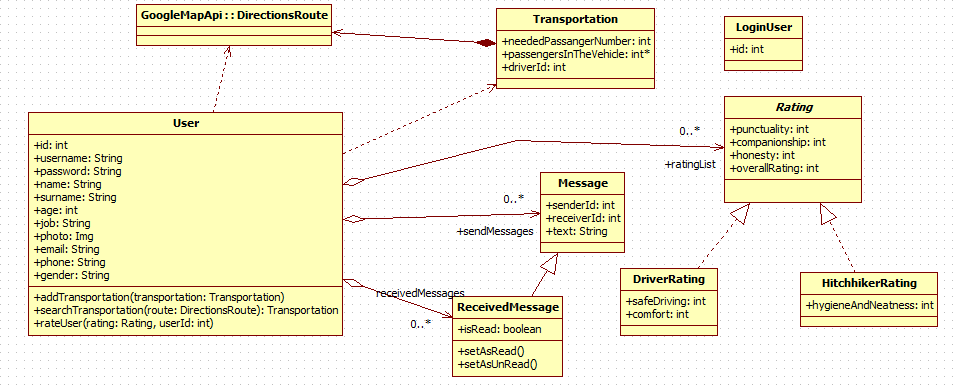 GoogleMapApi::DirectionsRoute
Transportation
+neededPassangerNumber: int
+passengersInTheVehicle: int*
+driverId: int
LoginUser
+id: int
User
+id: int
+username: String
+password: String
+name: String
+surname: String
+age: int
+job: String
+photo: Img
+email: String
+phone: String
+gender: String
+addTransportation(transportation: Transportation)
+searchTransportation(route: DirectionsRoute): Transportation
+rateUser(rating: Rating, userId: int)
Rating
+punctuality: int
+companionship: int
+honesty: int
+overallRating: int
0..*
+ratingList
Message
+senderId: int
+receiverId: int
+text: String
0..*
+sendMessages
receivedMessages
0..*
ReceivedMessage
+isRead: boolean
+setAsRead()
+setAsUnRead()
DriverRating
+safeDriving: int
+comfort: int
HitchhikerRating
+hygieneAndNeatness: int